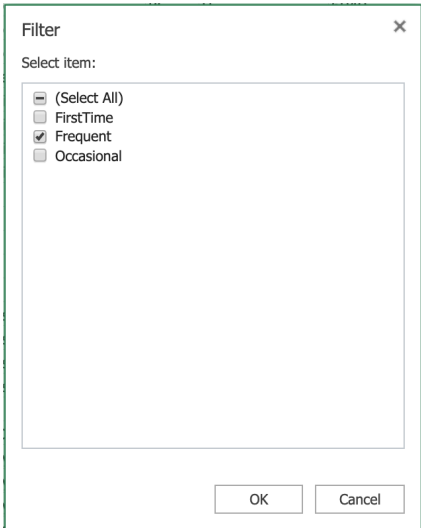 Filter
Select item:
(Select All)
FirstTime
Frequent
Occasional
OK
Cancel